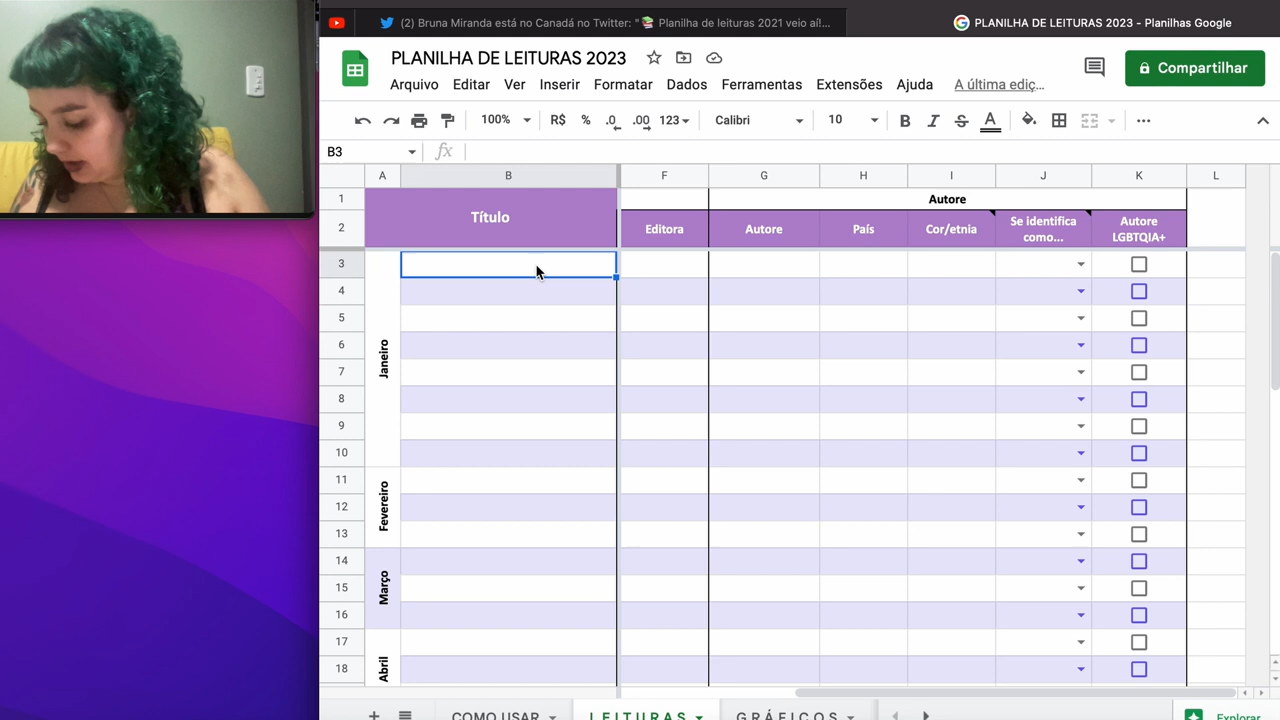 (2) Bruna Miranda está no Canadá no Twitter: "📚 Planilha de leituras 2021 veio aí!...
PLANILHA DE LEITURAS 2023 - Planilhas Google
PLANILHA DE LEITURAS 2023
Arquivo Editar Ver Inserir Formatar Dados Ferramentas Extensões Ajuda A última ediç...
Compartilhar
100% R$ % .0 .00 123 Calibri 10 B I S A
B3 fx
A B F G H I J K L
1 Autore
Título
2 Editora Autore País Cor/etnia Se identifica como... Autore LGBTQIA+
3
4
5
6
Janeiro
7
8
9
10
11
Fevereiro
12
13
14
Março
15
16
17
Abril
18
COMO USAR LEITURAS GRÁFICOS Explorar